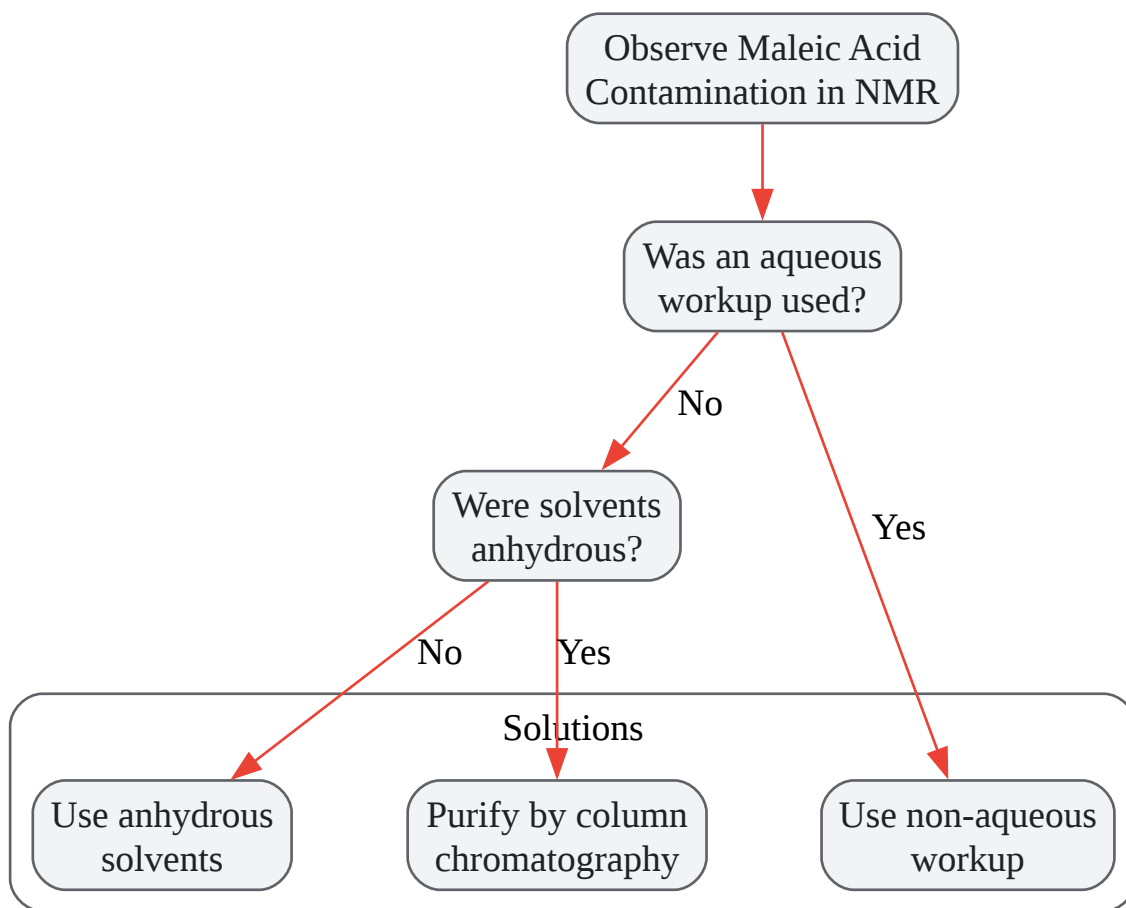 Observe Maleic Acid
Contamination in NMR
Was an aqueous
workup used?
No
Yes
Were solvents
anhydrous?
No
Yes
Solutions
Use anhydrous
solvents
Purify by column
chromatography
Use non-aqueous
workup